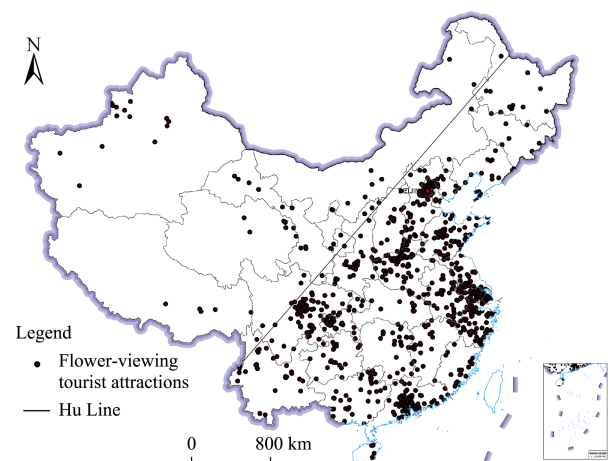 N
Legend
Flower-viewing
tourist attractions
Hu Line
0 800 km